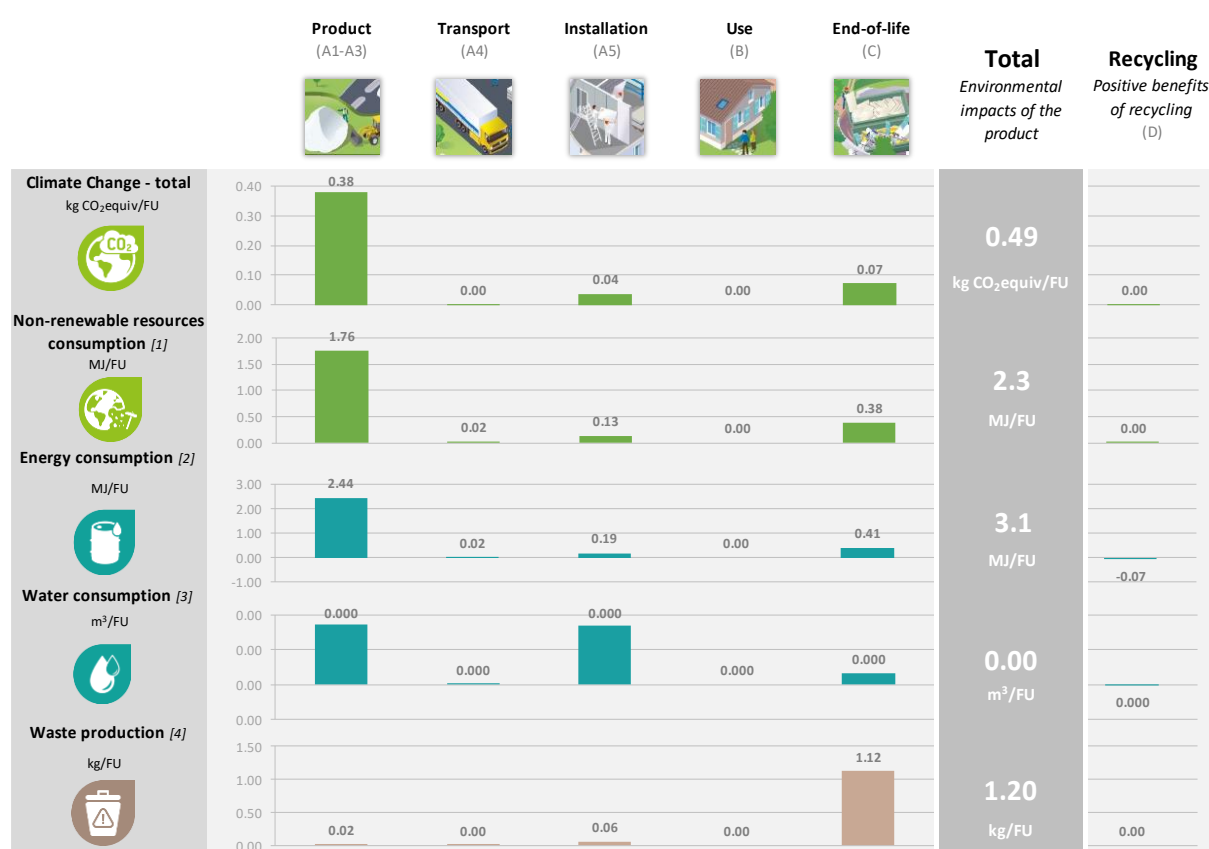 Product
(A1-A3)
Transport
(A4)
Installation
(A5)
Use
(B)
End-of-life
(C)
Total
Environmental
impacts of the
product
Recycling
Positive benefits
of recycling
(D)
Climate Change - total
kg CO₂equiv/FU
CO₂
0.40
0.30
0.20
0.10
0.00
0.38
0.00
0.04
0.00
0.07
0.49
kg CO₂equiv/FU
0.00
Non-renewable resources
consumption [1]
MJ/FU
2.00
1.50
1.00
0.50
0.00
1.76
0.02
0.13
0.00
0.38
2.3
MJ/FU
0.00
Energy consumption [2]
MJ/FU
3.00
2.00
1.00
0.00
-1.00
2.44
0.02
0.19
0.00
0.41
3.1
MJ/FU
-0.07
Water consumption [3]
m³/FU
0.00
0.00
0.00
0.00
0.000
0.000
0.000
0.000
0.000
0.00
m³/FU
0.000
Waste production [4]
kg/FU
1.50
1.00
0.50
0.00
0.02
0.00
0.06
0.00
1.12
1.20
kg/FU
0.00